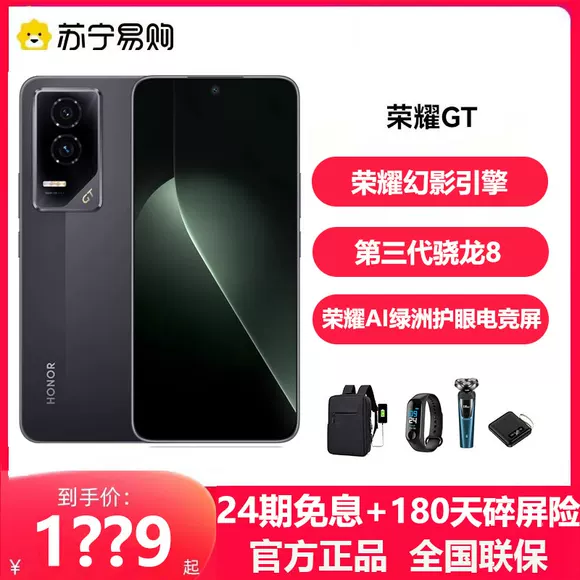 苏宁易购
荣耀GT
荣耀幻影引擎
第三代骁龙8
荣耀AI绿洲护眼电竞屏
GT
HONOR
到手价：
¥ 1??9 起
24期免息+180天碎屏险
官方正品 全国联保